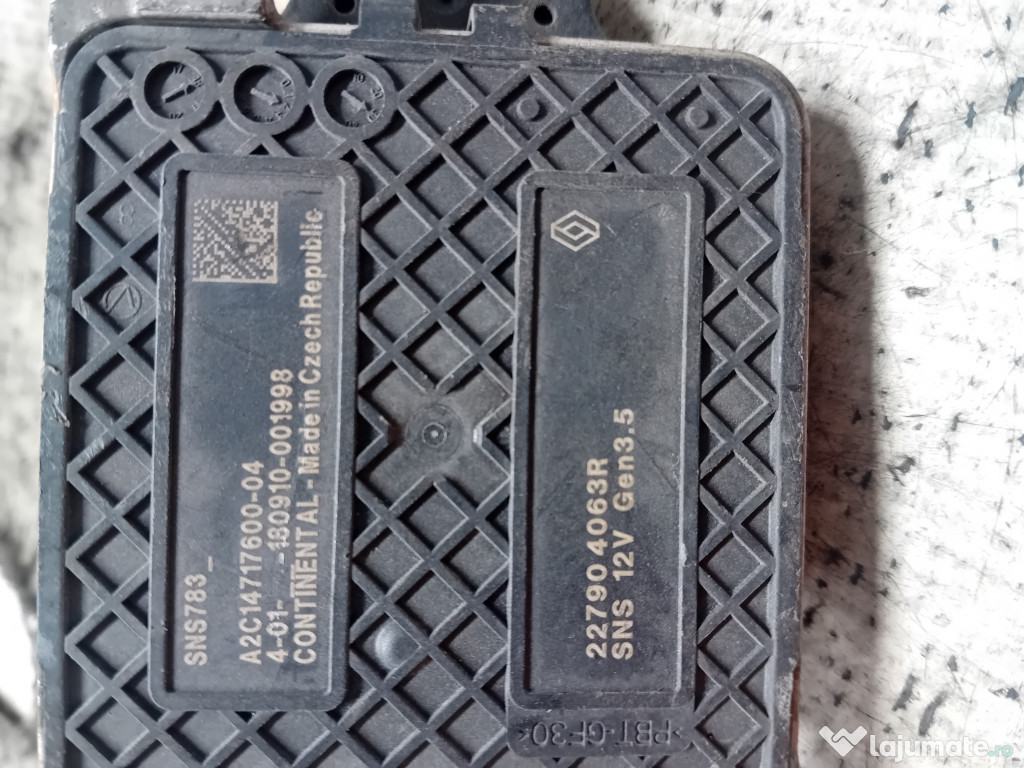 SNS783_
A2C14717600-04
4-01- -180910-001998
CONTINENTAL - Made in Czech Republic
227904063R
SNS 12V Gen3.5
>PBT-GF30<
lajumate.ro